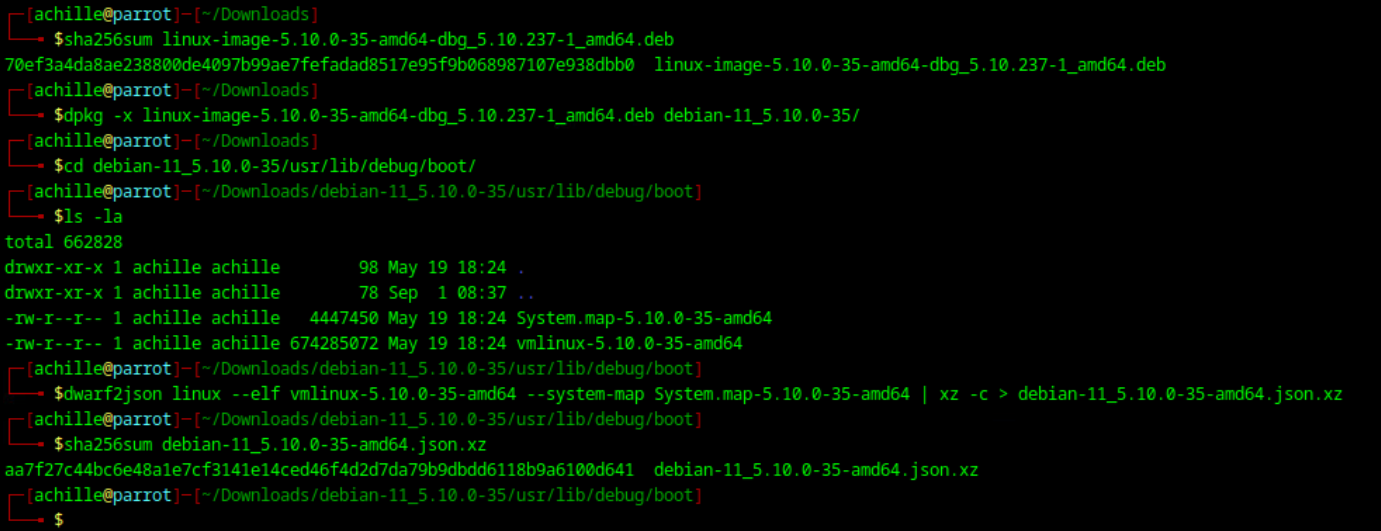 ┌─[achille@parrot]─[~/Downloads]
└──╼ $sha256sum linux-image-5.10.0-35-amd64-dbg_5.10.237-1_amd64.deb
70ef3a4da8ae238800de4097b99ae7fefadad8517e95f9b068987107e938dbb0  linux-image-5.10.0-35-amd64-dbg_5.10.237-1_amd64.deb
┌─[achille@parrot]─[~/Downloads]
└──╼ $dpkg -x linux-image-5.10.0-35-amd64-dbg_5.10.237-1_amd64.deb debian-11_5.10.0-35/
┌─[achille@parrot]─[~/Downloads]
└──╼ $cd debian-11_5.10.0-35/usr/lib/debug/boot/
┌─[achille@parrot]─[~/Downloads/debian-11_5.10.0-35/usr/lib/debug/boot]
└──╼ $ls -la
total 662828
drwxr-xr-x 1 achille achille        98 May 19 18:24 .
drwxr-xr-x 1 achille achille        78 Sep  1 08:37 ..
-rw-r--r-- 1 achille achille   4447450 May 19 18:24 System.map-5.10.0-35-amd64
-rw-r--r-- 1 achille achille 674285072 May 19 18:24 vmlinux-5.10.0-35-amd64
┌─[achille@parrot]─[~/Downloads/debian-11_5.10.0-35/usr/lib/debug/boot]
└──╼ $dwarf2json linux --elf vmlinux-5.10.0-35-amd64 --system-map System.map-5.10.0-35-amd64 | xz -c > debian-11_5.10.0-35-amd64.json.xz
┌─[achille@parrot]─[~/Downloads/debian-11_5.10.0-35/usr/lib/debug/boot]
└──╼ $sha256sum debian-11_5.10.0-35-amd64.json.xz
aa7f27c44bc6e48a1e7cf3141e14ced46f4d2d7da79b9dbdd6118b9a6100d641  debian-11_5.10.0-35-amd64.json.xz
┌─[achille@parrot]─[~/Downloads/debian-11_5.10.0-35/usr/lib/debug/boot]
└──╼ $